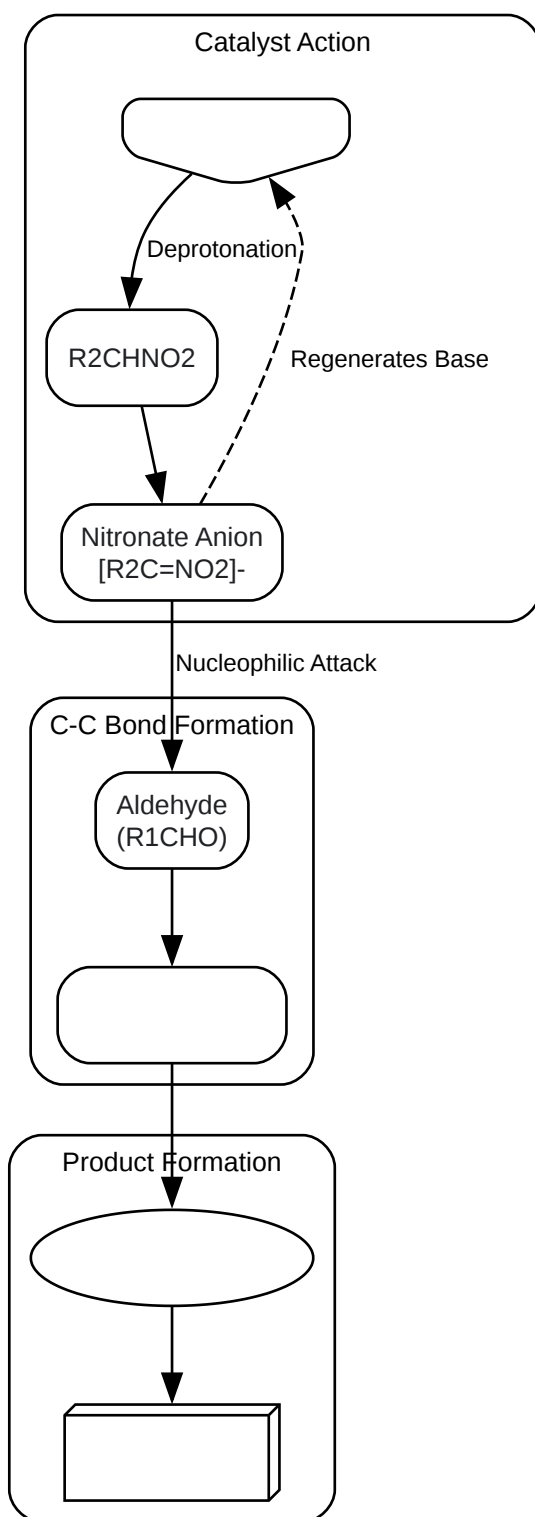 Catalyst Action
Deprotonation
R2CHNO2
Regenerates Base
Nitronate Anion
[R2C=NO2]-
Nucleophilic Attack
C-C Bond Formation
Aldehyde
(R1CHO)
Product Formation